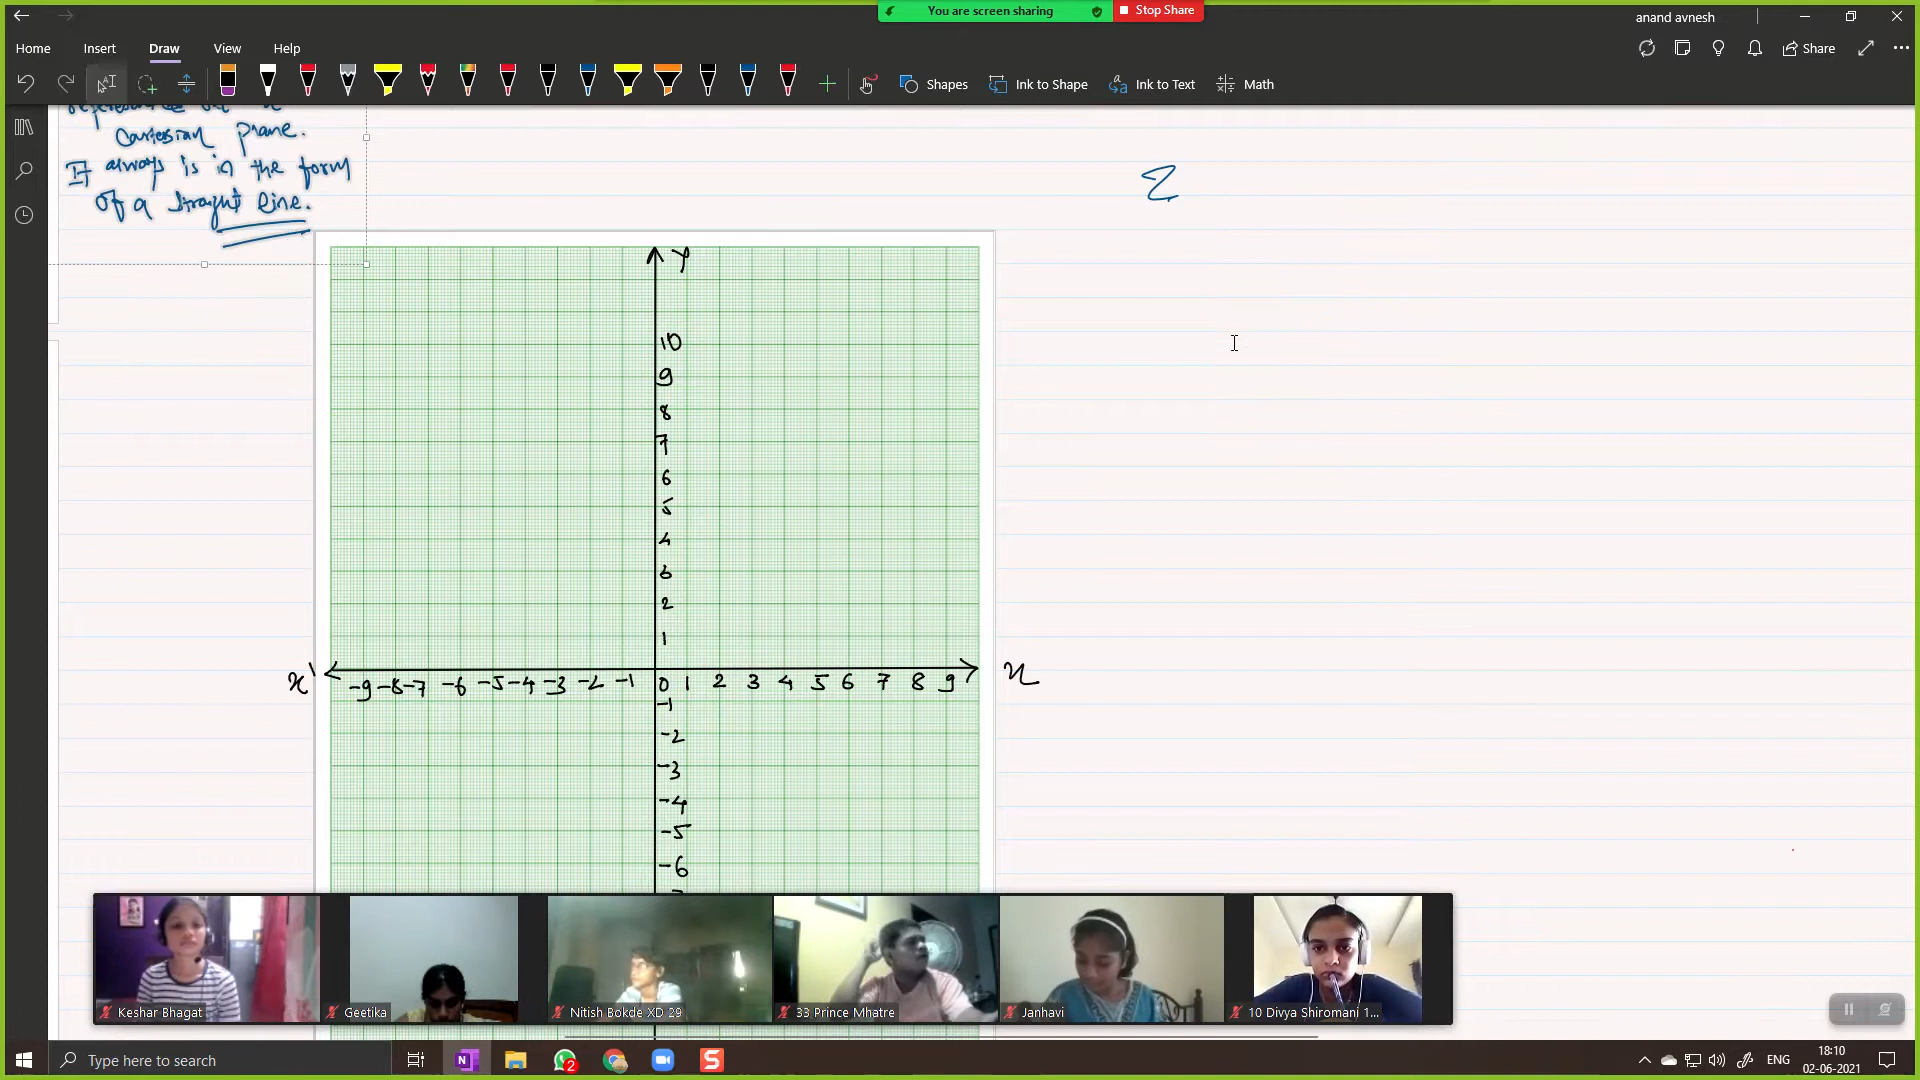 You are screen sharing
Stop Share
anand avnesh
Home Insert Draw View Help
Share
Shapes
Ink to Shape
Ink to Text
Math
Cartesian plane.
It always is in the form
of a straight line.
2
Y
10
9
8
7
6
5
4
3
2
1
x' -9 -8 -7 -6 -5 -4 -3 -2 -1 0 1 2 3 4 5 6 7 8 9 x
-1
-2
-3
-4
-5
-6
Keshar Bhagat
Geetika
Nitish Bokde XD 29
33 Prince Mhatre
Janhavi
10 Divya Shiromani 1...
Type here to search
2
ENG
18:10
02-06-2021